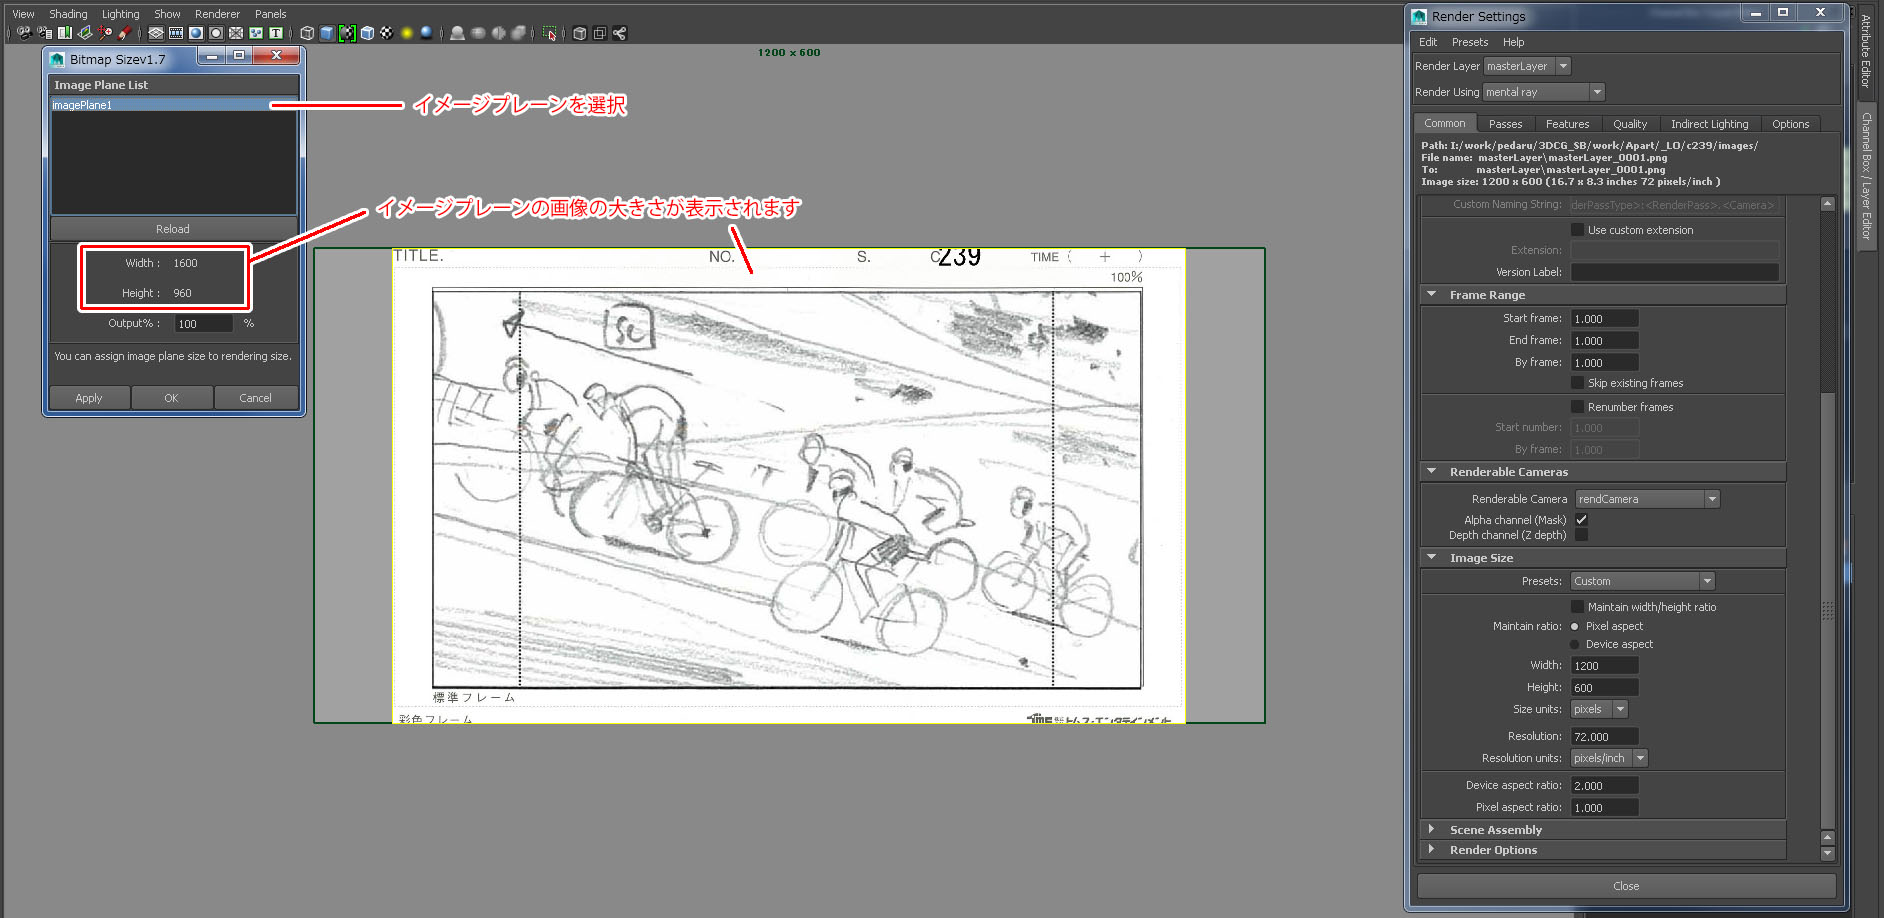 View Shading Lighting Show Renderer Panels
Bitmap Sizev1.7
Image Plane List
imagePlane1
Reload
Width : 1600
Height : 960
Output% : 100 %
You can assign image plane size to rendering size.
Apply OK Cancel
1200 x 600
イメージプレーンを選択
イメージプレーンの画像の大きさが表示されます
TITLE. NO. S. C 239 TIME ( + )
100%
SC
標準フレーム
彩色フレーム
Render Settings
Edit Presets Help
Render Layer masterLayer
Render Using mental ray
Common Passes Features Quality Indirect Lighting Options
Path: I:/work/pedaru/3DCG_SB/work/Apart/_LO/c239/images/
File name: masterLayer\masterLayer_0001.png
To: masterLayer\masterLayer_0001.png
Image size: 1200 x 600 (16.7 x 8.3 inches 72 pixels/inch )
Custom Naming String: derPassType>:<RenderPass>.<Camera>
Use custom extension
Extension:
Version Label:
Frame Range
Start frame: 1.000
End frame: 1.000
By frame: 1.000
Skip existing frames
Renumber frames
Start number: 1.000
By frame: 1.000
Renderable Cameras
Renderable Camera rendCamera
Alpha channel (Mask)
Depth channel (Z depth)
Image Size
Presets: Custom
Maintain width/height ratio
Maintain ratio: Pixel aspect
Device aspect
Width: 1200
Height: 600
Size units: pixels
Resolution: 72.000
Resolution units: pixels/inch
Device aspect ratio: 2.000
Pixel aspect ratio: 1.000
Scene Assembly
Render Options
Close
Attribute Editor
Channel Box / Layer Editor